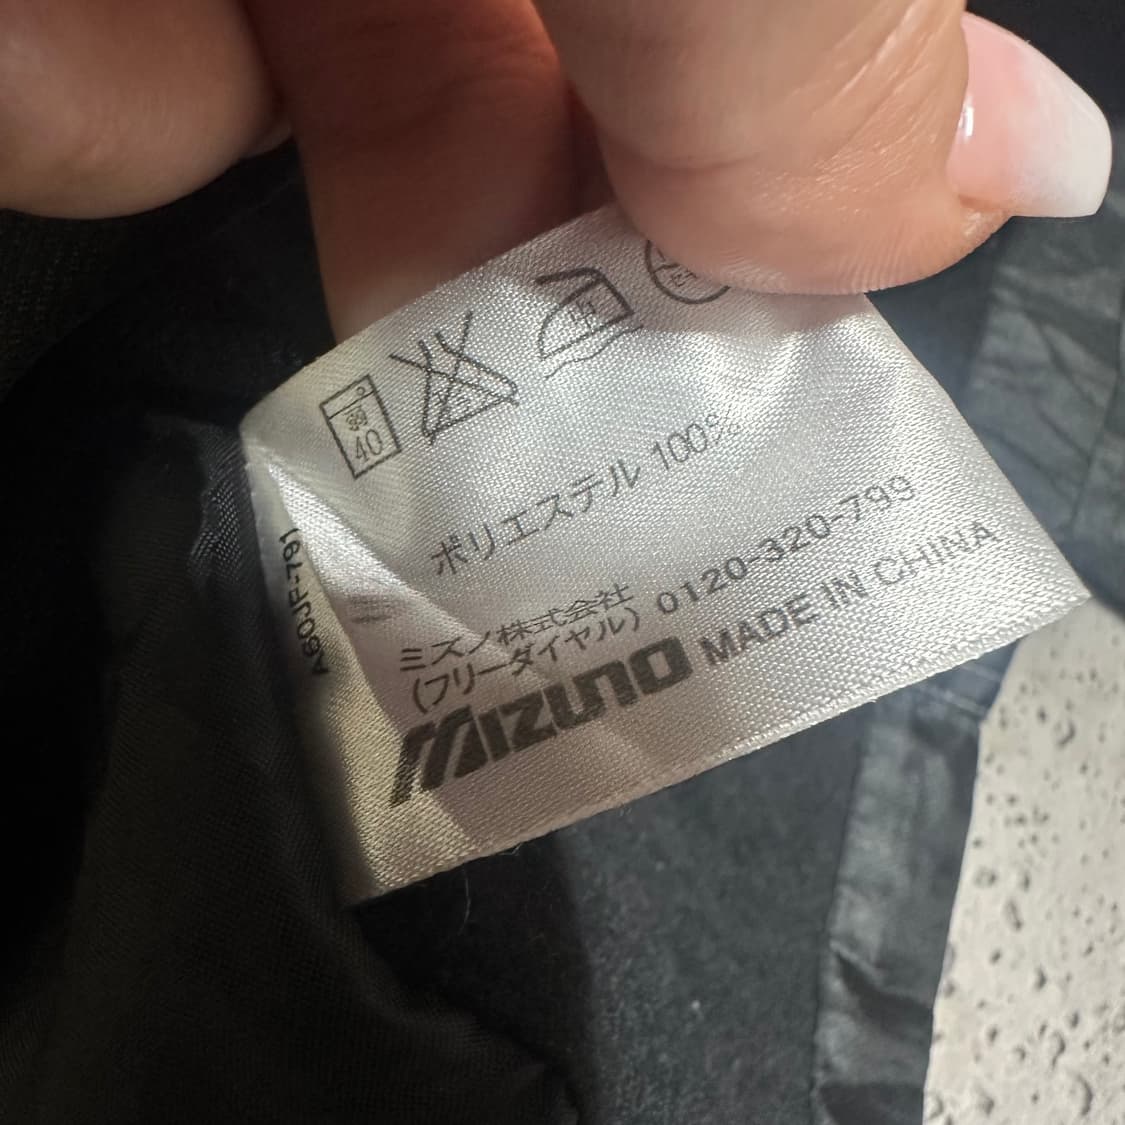 弱
40
ポリエステル 100%
ミズノ株式会社
(フリーダイヤル) 0120-320-799
MIZUNO MADE IN CHINA
A60JF-791